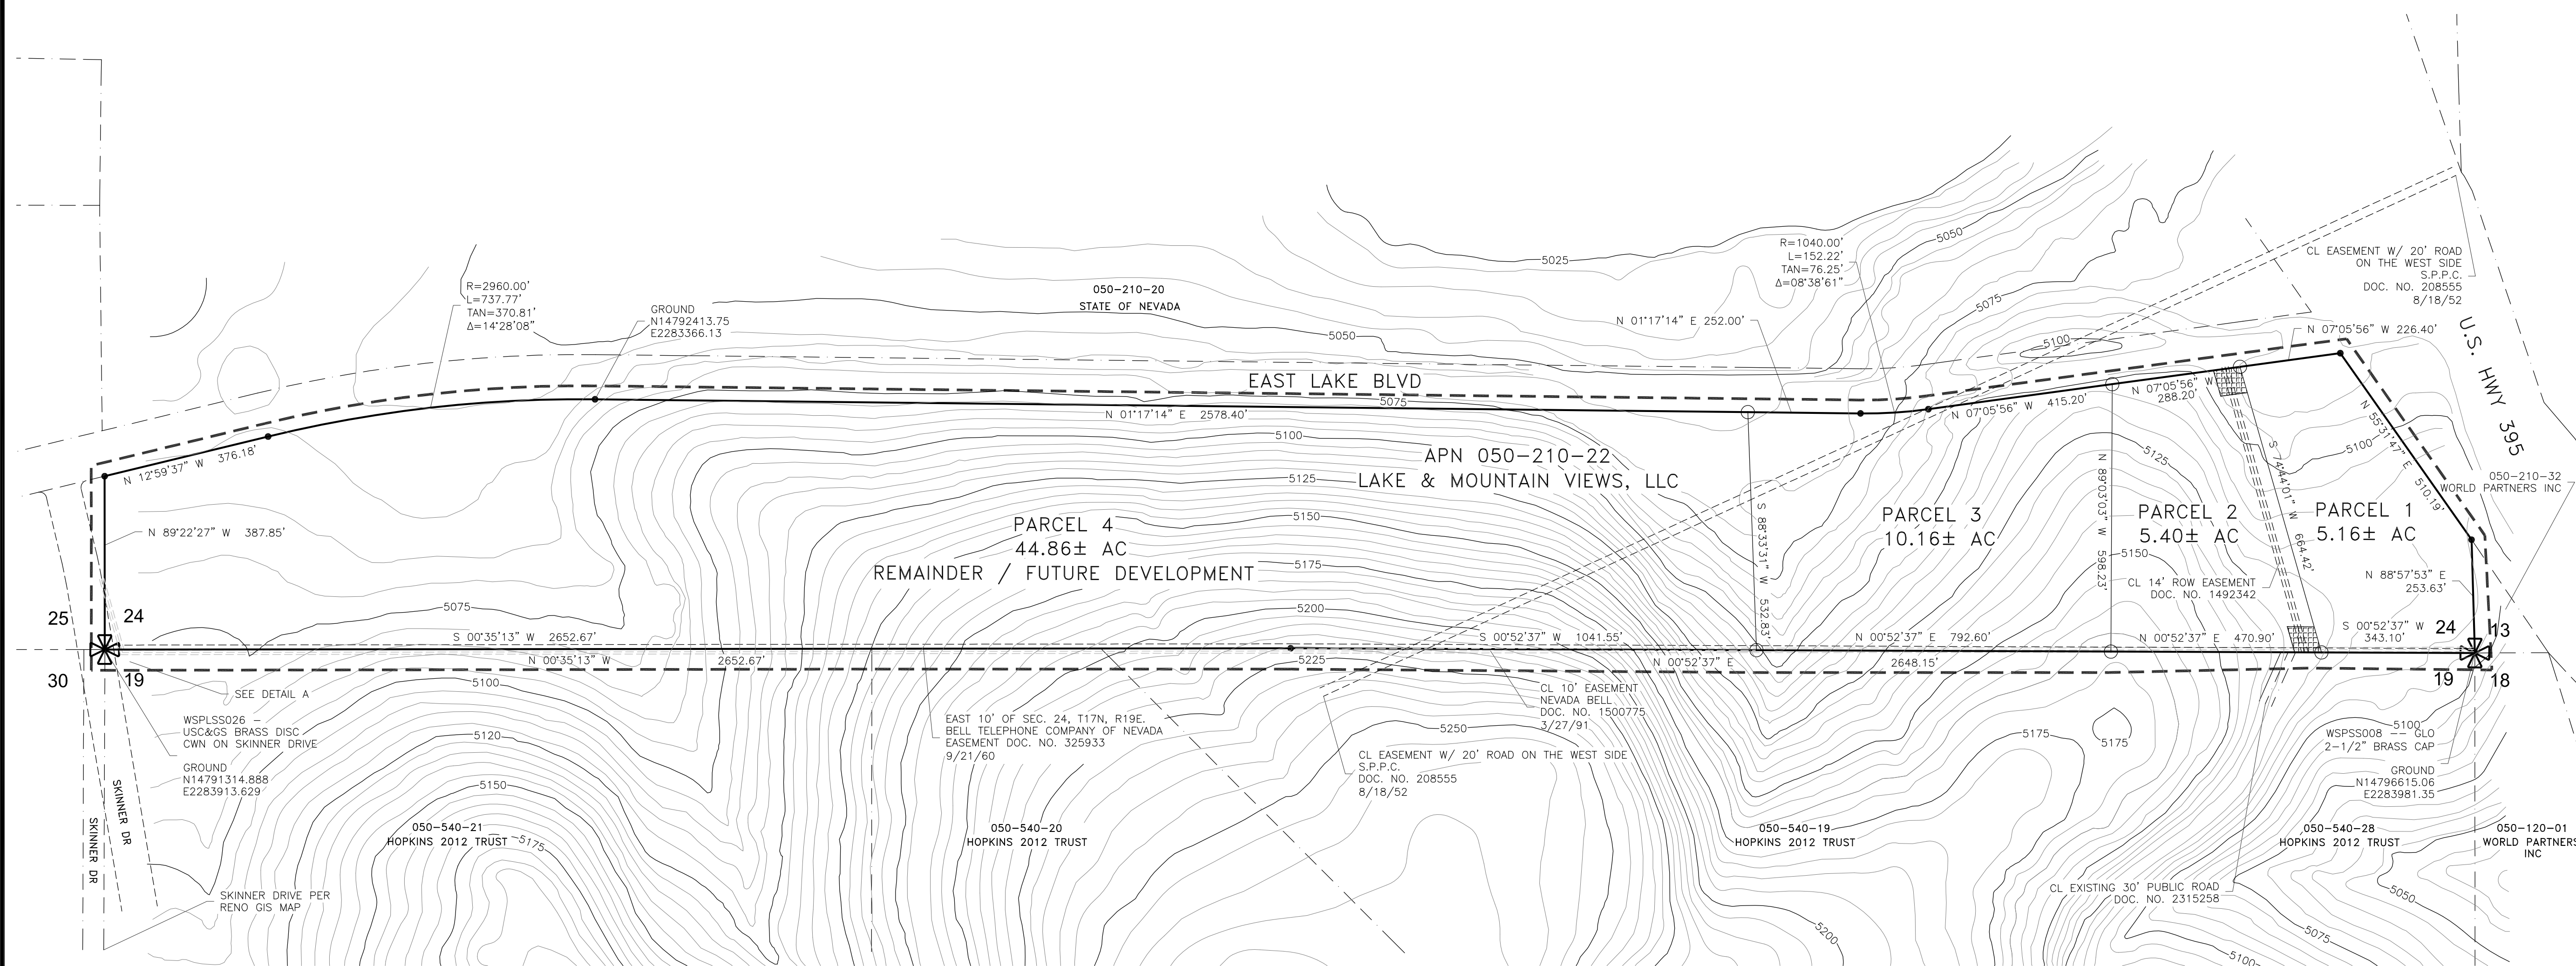 R=2960.00'
L=737.77'
TAN=370.81'
Δ=14°28'08"
GROUND
N14792413.75
E2283366.13
050-210-20
STATE OF NEVADA
5025
5050
R=1040.00'
L=152.22'
TAN=76.25'
Δ=08°38'61"
N 01°17'14" E 252.00'
5050
5075
5100
CL EASEMENT W/ 20' ROAD
ON THE WEST SIDE
S.P.P.C.
DOC. NO. 208555
8/18/52
U.S. HWY 395
N 07°05'56" W 226.40'
EAST LAKE BLVD
5075
N 01°17'14" E 2578.40'
N 07°05'56" W 415.20'
N 07°05'56" W
288.20'
N 55°31'47" E 510.19'
N 12°59'37" W 376.18'
5100
5125
5150
5175
5200
5225
APN 050-210-22
LAKE & MOUNTAIN VIEWS, LLC
5125
5100
5150
050-210-32
WORLD PARTNERS INC
N 89°22'27" W 387.85'
PARCEL 4
44.86± AC
REMAINDER / FUTURE DEVELOPMENT
S 88°33'31" W 532.83'
PARCEL 3
10.16± AC
N 89°03'03" W 598.23'
PARCEL 2
5.40± AC
S 74°44'01" W 664.42'
PARCEL 1
5.16± AC
CL 14' ROW EASEMENT
DOC. NO. 1492342
N 88°57'53" E
253.63'
25
24
5075
S 00°35'13" W 2652.67'
S 00°52'37" W 1041.55'
N 00°52'37" E 792.60'
N 00°52'37" E 470.90'
S 00°52'37" W
343.10'
24
13
N 00°35'13" W 2652.67'
N 00°52'37" E 2648.15'
30
19
19
18
SEE DETAIL A
5100
WSPLSS026 -
USC&GS BRASS DISC
CWN ON SKINNER DRIVE
GROUND
N14791314.888
E2283913.629
5120
5150
5175
EAST 10' OF SEC. 24, T17N, R19E.
BELL TELEPHONE COMPANY OF NEVADA
EASEMENT DOC. NO. 325933
9/21/60
CL 10' EASEMENT
NEVADA BELL
DOC. NO. 1500775
3/27/91
5250
CL EASEMENT W/ 20' ROAD ON THE WEST SIDE
S.P.P.C.
DOC. NO. 208555
8/18/52
5175
5175
5100
WSPSS008 -- GLO
2-1/2" BRASS CAP
GROUND
N14796615.06
E2283981.35
SKINNER DR
SKINNER DR
050-540-21
HOPKINS 2012 TRUST
050-540-20
HOPKINS 2012 TRUST
050-540-19
HOPKINS 2012 TRUST
050-540-28
HOPKINS 2012 TRUST
050-120-01
WORLD PARTNERS
INC
SKINNER DRIVE PER
RENO GIS MAP
CL EXISTING 30' PUBLIC ROAD
DOC. NO. 2315258
5200
5050
5075
5100